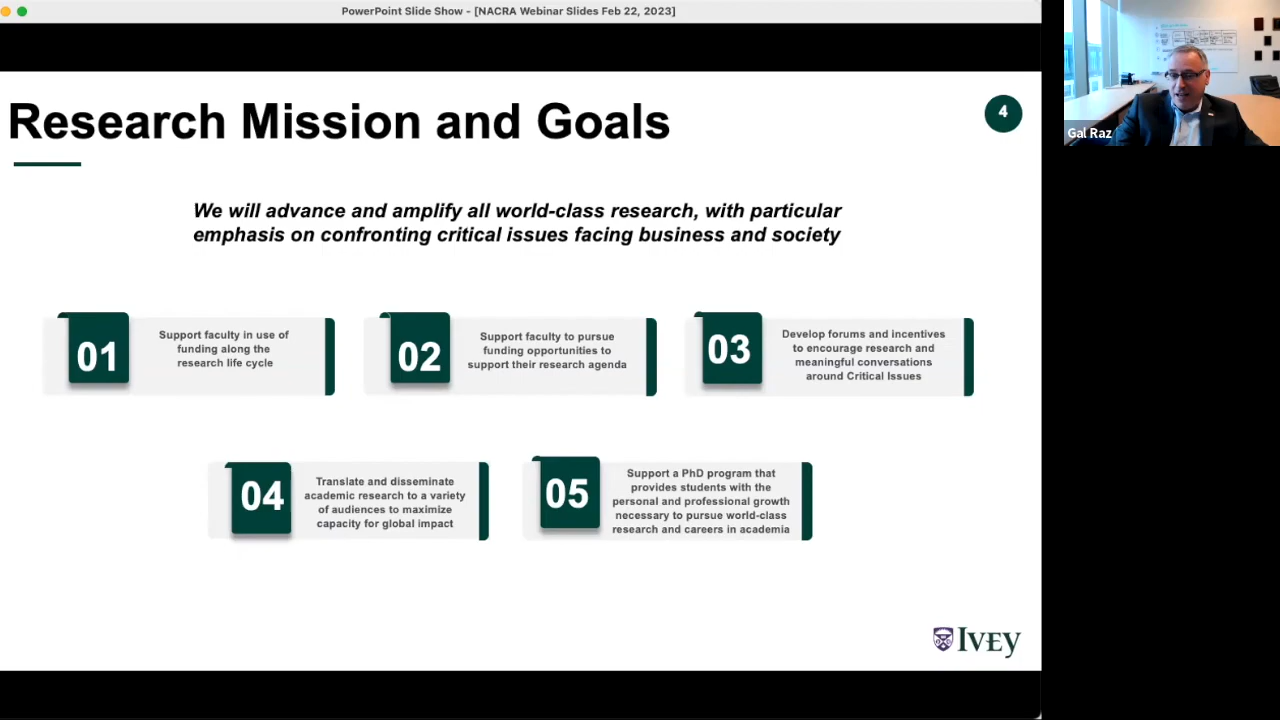 PowerPoint Slide Show - [NACRA Webinar Slides Feb 22, 2023]
Research Mission and Goals
4
We will advance and amplify all world-class research, with particular
emphasis on confronting critical issues facing business and society
01
Support faculty in use of
funding along the
research life cycle
02
Support faculty to pursue
funding opportunities to
support their research agenda
03
Develop forums and incentives
to encourage research and
meaningful conversations
around Critical Issues
04
Translate and disseminate
academic research to a variety
of audiences to maximize
capacity for global impact
05
Support a PhD program that
provides students with the
personal and professional growth
necessary to pursue world-class
research and careers in academia
IVEY
Gal Raz